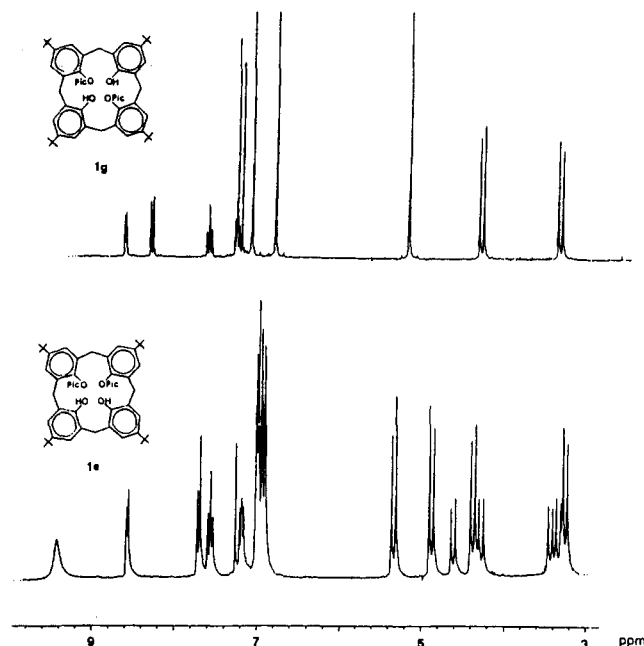 PicO OH
HO OPic
1g
PicO OPic
HO OH
1e
9 7 5 3 ppm